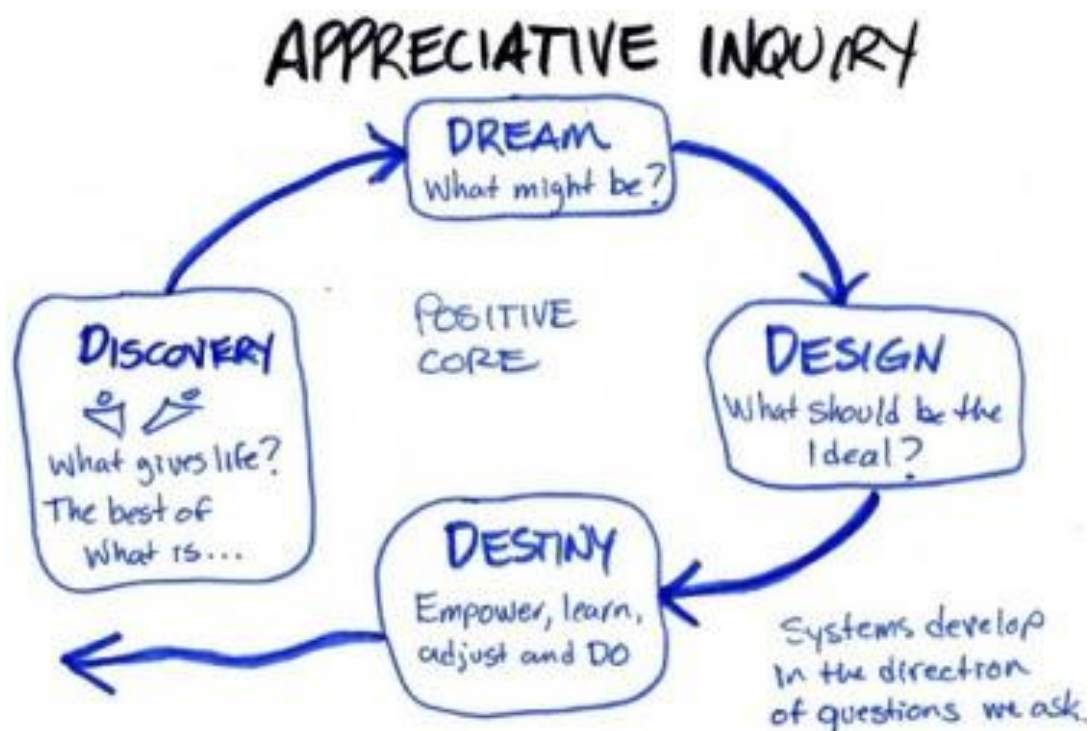 APPRECIATIVE INQUIRY
DREAM
What might be?
POSITIVE
CORE
DISCOVERY
What gives life?
The best of
What is...
DESIGN
What should be the
Ideal?
DESTINY
Empower, learn,
adjust and DO
Systems develop
in the direction
of questions we ask.